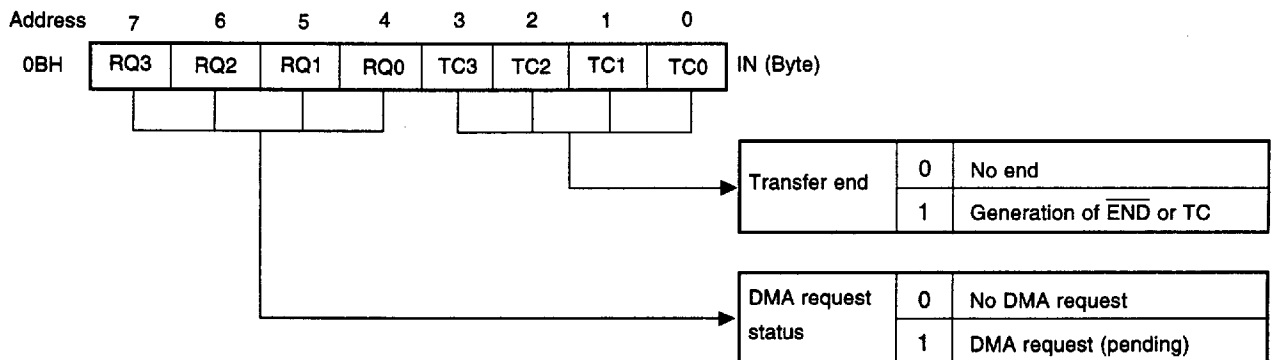 Address 7 6 5 4 3 2 1 0
0BH RQ3 RQ2 RQ1 RQ0 TC3 TC2 TC1 TC0 IN (Byte)
Transfer end 0 No end
1 Generation of END or TC
DMA request status 0 No DMA request
1 DMA request (pending)